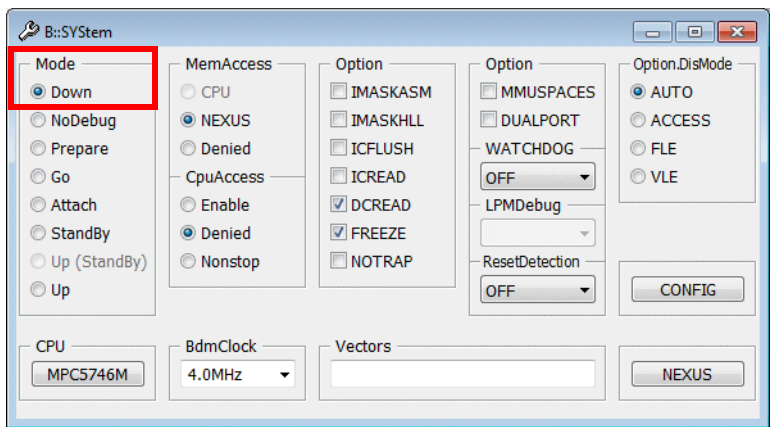 B::SYStem
Mode
Down
NoDebug
Prepare
Go
Attach
StandBy
Up (StandBy)
Up
MemAccess
CPU
NEXUS
Denied
CpuAccess
Enable
Denied
Nonstop
Option
IMASKASM
IMASKHLL
ICFLUSH
ICREAD
DCREAD
FREEZE
NOTRAP
Option
MMUSPACES
DUALPORT
WATCHDOG
OFF
LPMDebug
ResetDetection
OFF
Option.DisMode
AUTO
ACCESS
FLE
VLE
CONFIG
CPU
MPC5746M
BdmClock
4.0MHz
Vectors
NEXUS